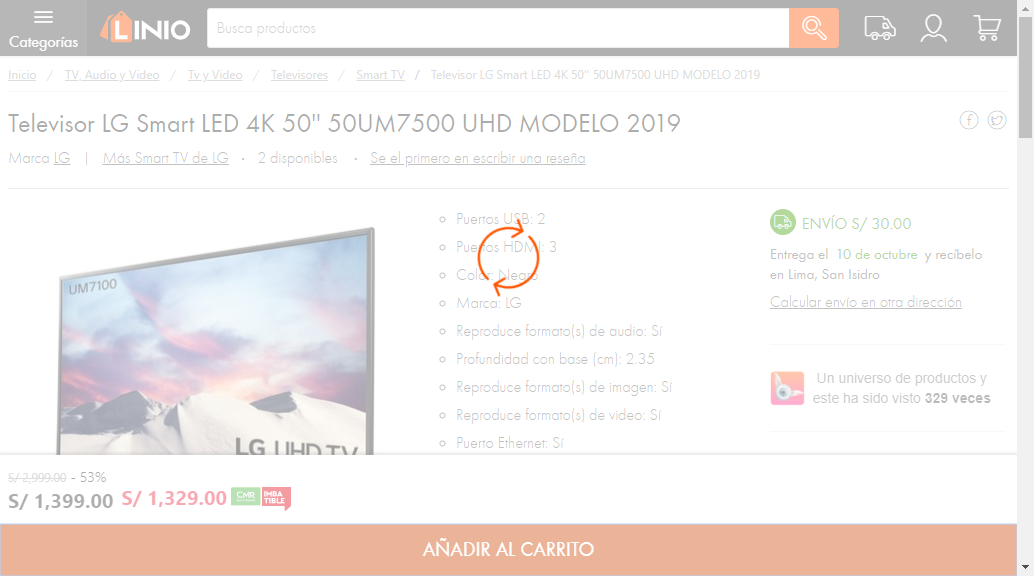 Categorías
LINIO
Busca productos
Inicio / TV, Audio y Video / Tv y Video / Televisores / Smart TV / Televisor LG Smart LED 4K 50'' 50UM7500 UHD MODELO 2019
Televisor LG Smart LED 4K 50'' 50UM7500 UHD MODELO 2019
Marca LG | Más Smart TV de LG · 2 disponibles · Se el primero en escribir una reseña
UM7100
LG UHD TV
Puertos USB: 2
Puertos HDMI: 3
Color: Negro
Marca: LG
Reproduce formato(s) de audio: Sí
Profundidad con base (cm): 2.35
Reproduce formato(s) de imagen: Sí
Reproduce formato(s) de video: Sí
Puerto Ethernet: Sí
ENVÍO S/ 30.00
Entrega el 10 de octubre y recíbelo
en Lima, San Isidro
Calcular envío en otra dirección
Un universo de productos y
este ha sido visto 329 veces
S/ 2,999.00 - 53%
S/ 1,399.00 S/ 1,329.00 CMR IMBA
TIBLE
AÑADIR AL CARRITO